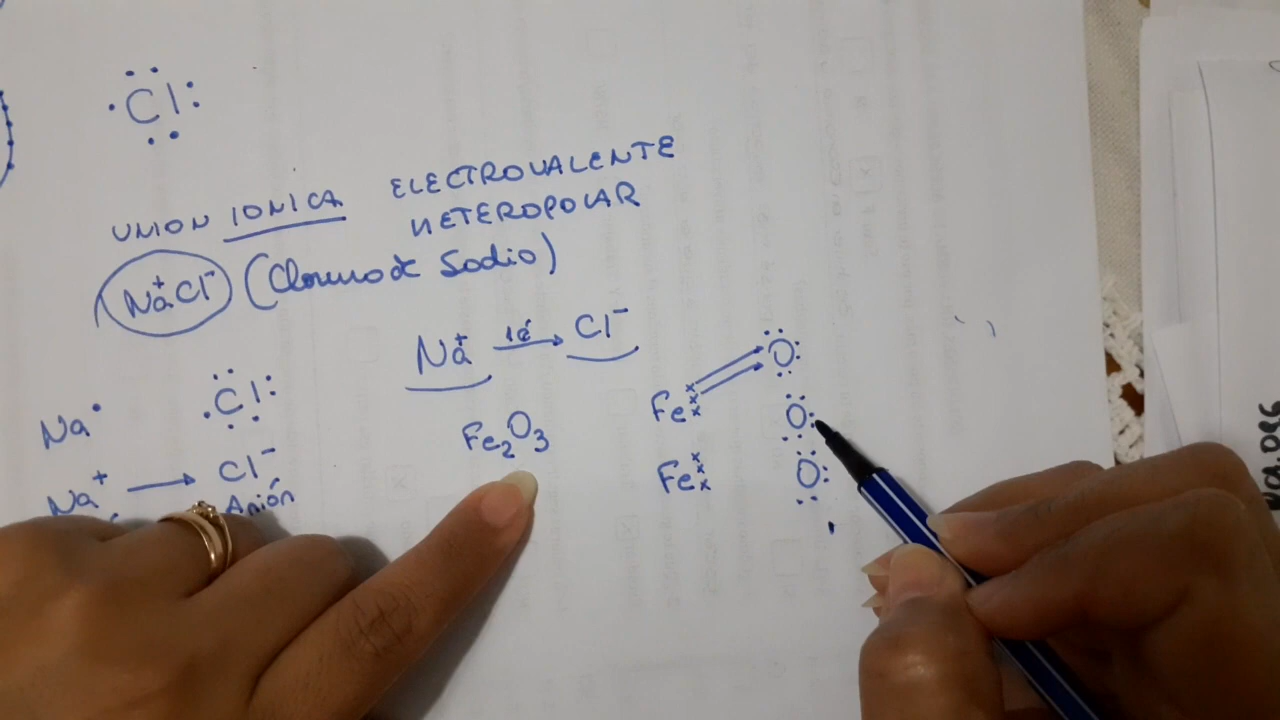 Cl
UNION IONICA ELECTROVALENTE
HETEROPOLAR
Na⁺Cl⁻ (Cloruro de Sodio)
Na⁺ 1é Cl⁻
Na Cl
Na⁺ → Cl⁻
Anión
Fe₂O₃
Fe O
O
Fe O